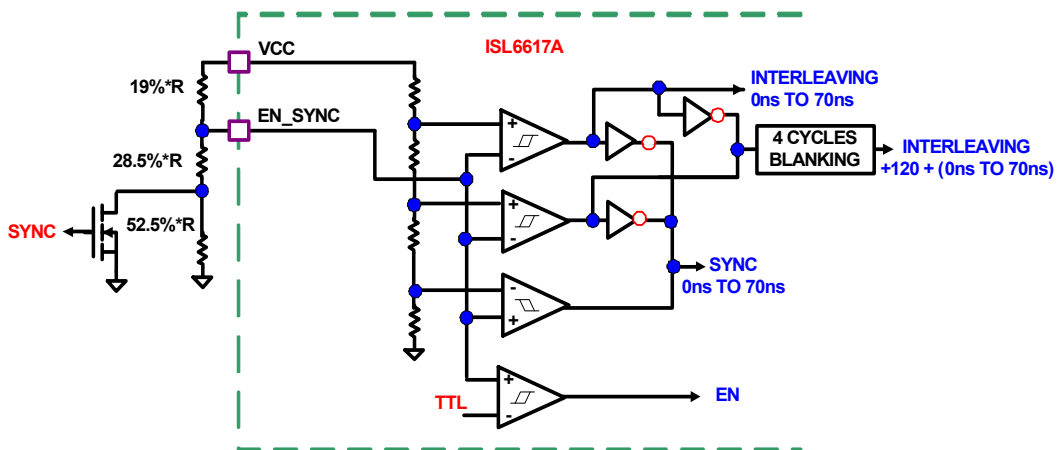 VCC
ISL6617A
19%*R
EN_SYNC
28.5%*R
52.5%*R
SYNC
+
-
+
-
-
+
+
-
TTL
INTERLEAVING
0ns TO 70ns
4 CYCLES
BLANKING
INTERLEAVING
+120 + (0ns TO 70ns)
SYNC
0ns TO 70ns
EN